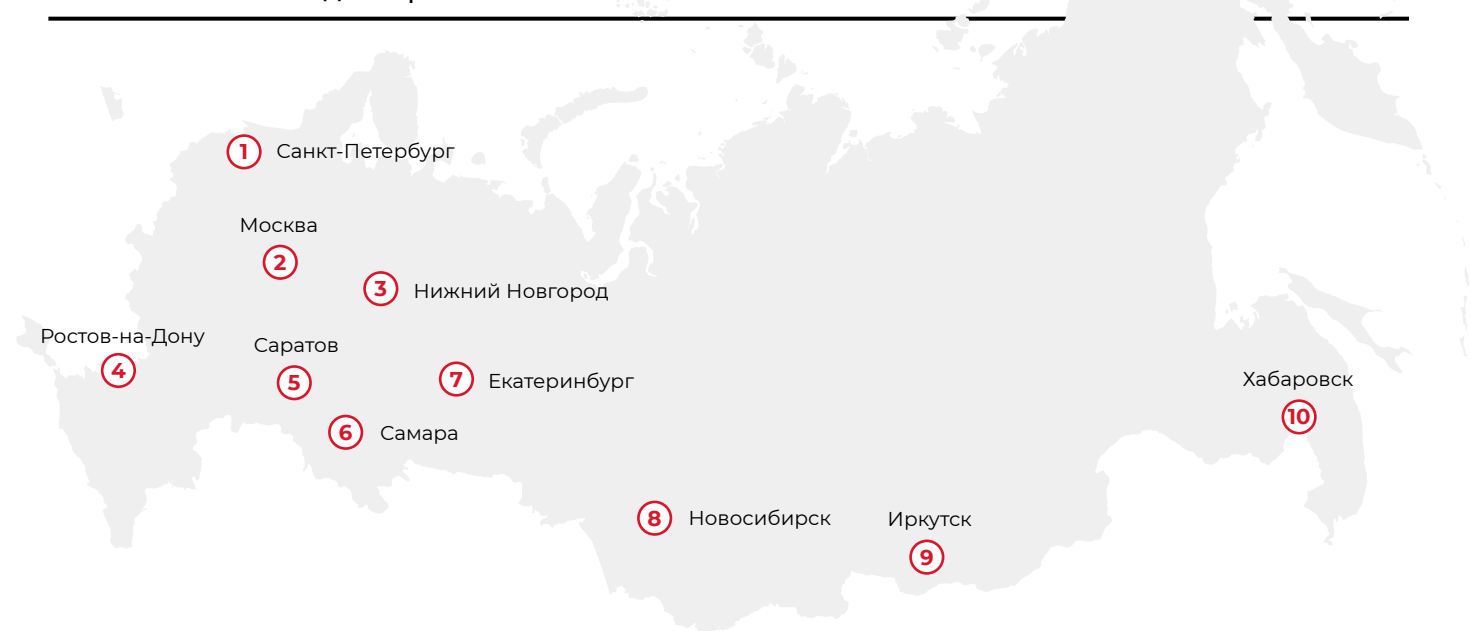 1 Санкт-Петербург
Москва
2
3 Нижний Новгород
Ростов-на-Дону
4
Саратов
5
7 Екатеринбург
6 Самара
Хабаровск
10
8 Новосибирск
Иркутск
9